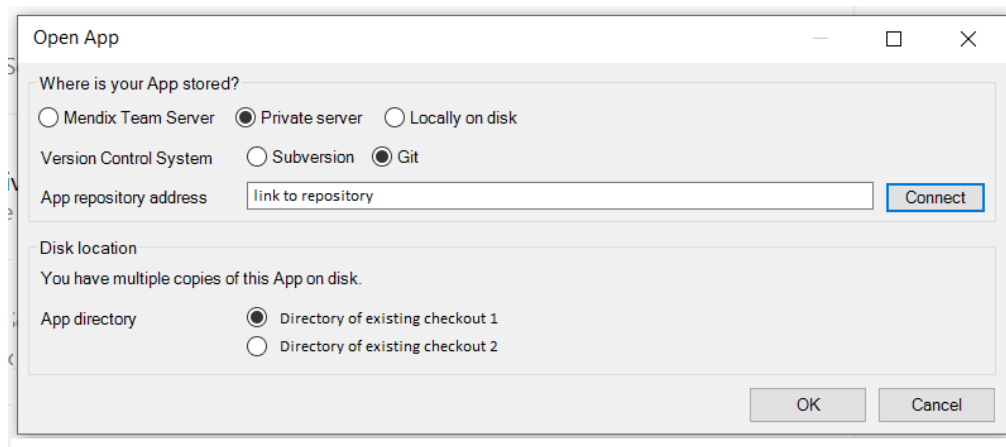 Open App
Where is your App stored?
Mendix Team Server Private server Locally on disk
Version Control System Subversion Git
App repository address link to repository Connect
Disk location
You have multiple copies of this App on disk.
App directory Directory of existing checkout 1
Directory of existing checkout 2
OK Cancel